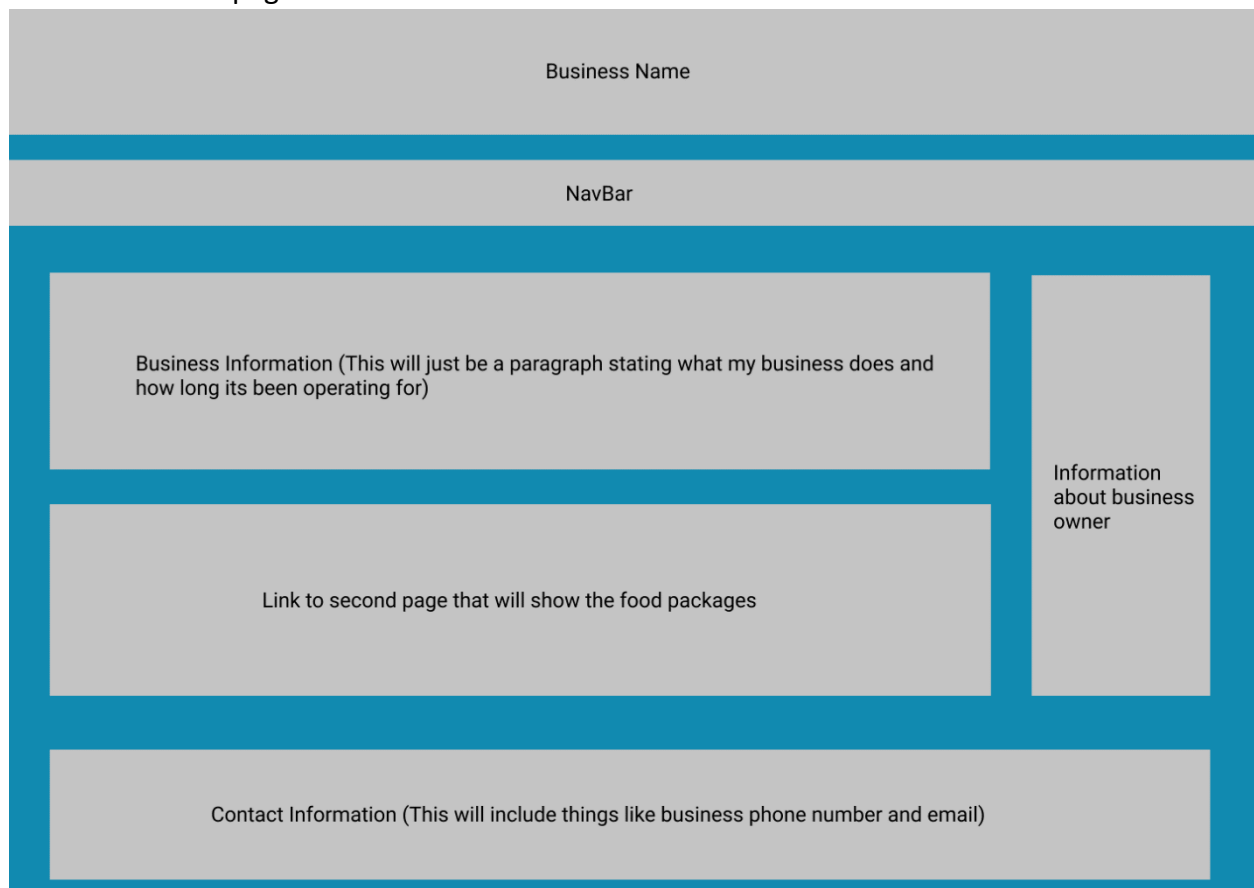 Business Name
NavBar
Business Information (This will just be a paragraph stating what my business does and
how long its been operating for)
Information
about business
owner
Link to second page that will show the food packages
Contact Information (This will include things like business phone number and email)